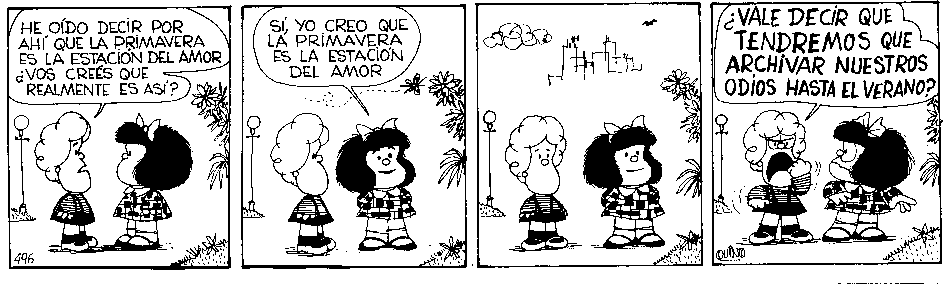 HE OÍDO DECIR POR
AHÍ QUE LA PRIMAVERA
ES LA ESTACIÓN DEL AMOR
¿VOS CREÉS QUE
REALMENTE ES ASÍ?
496
SÍ, YO CREO QUE
LA PRIMAVERA
ES LA ESTACIÓN
DEL AMOR
¿VALE DECIR QUE
TENDREMOS QUE
ARCHIVAR NUESTROS
ODIOS HASTA EL VERANO?
QUINO